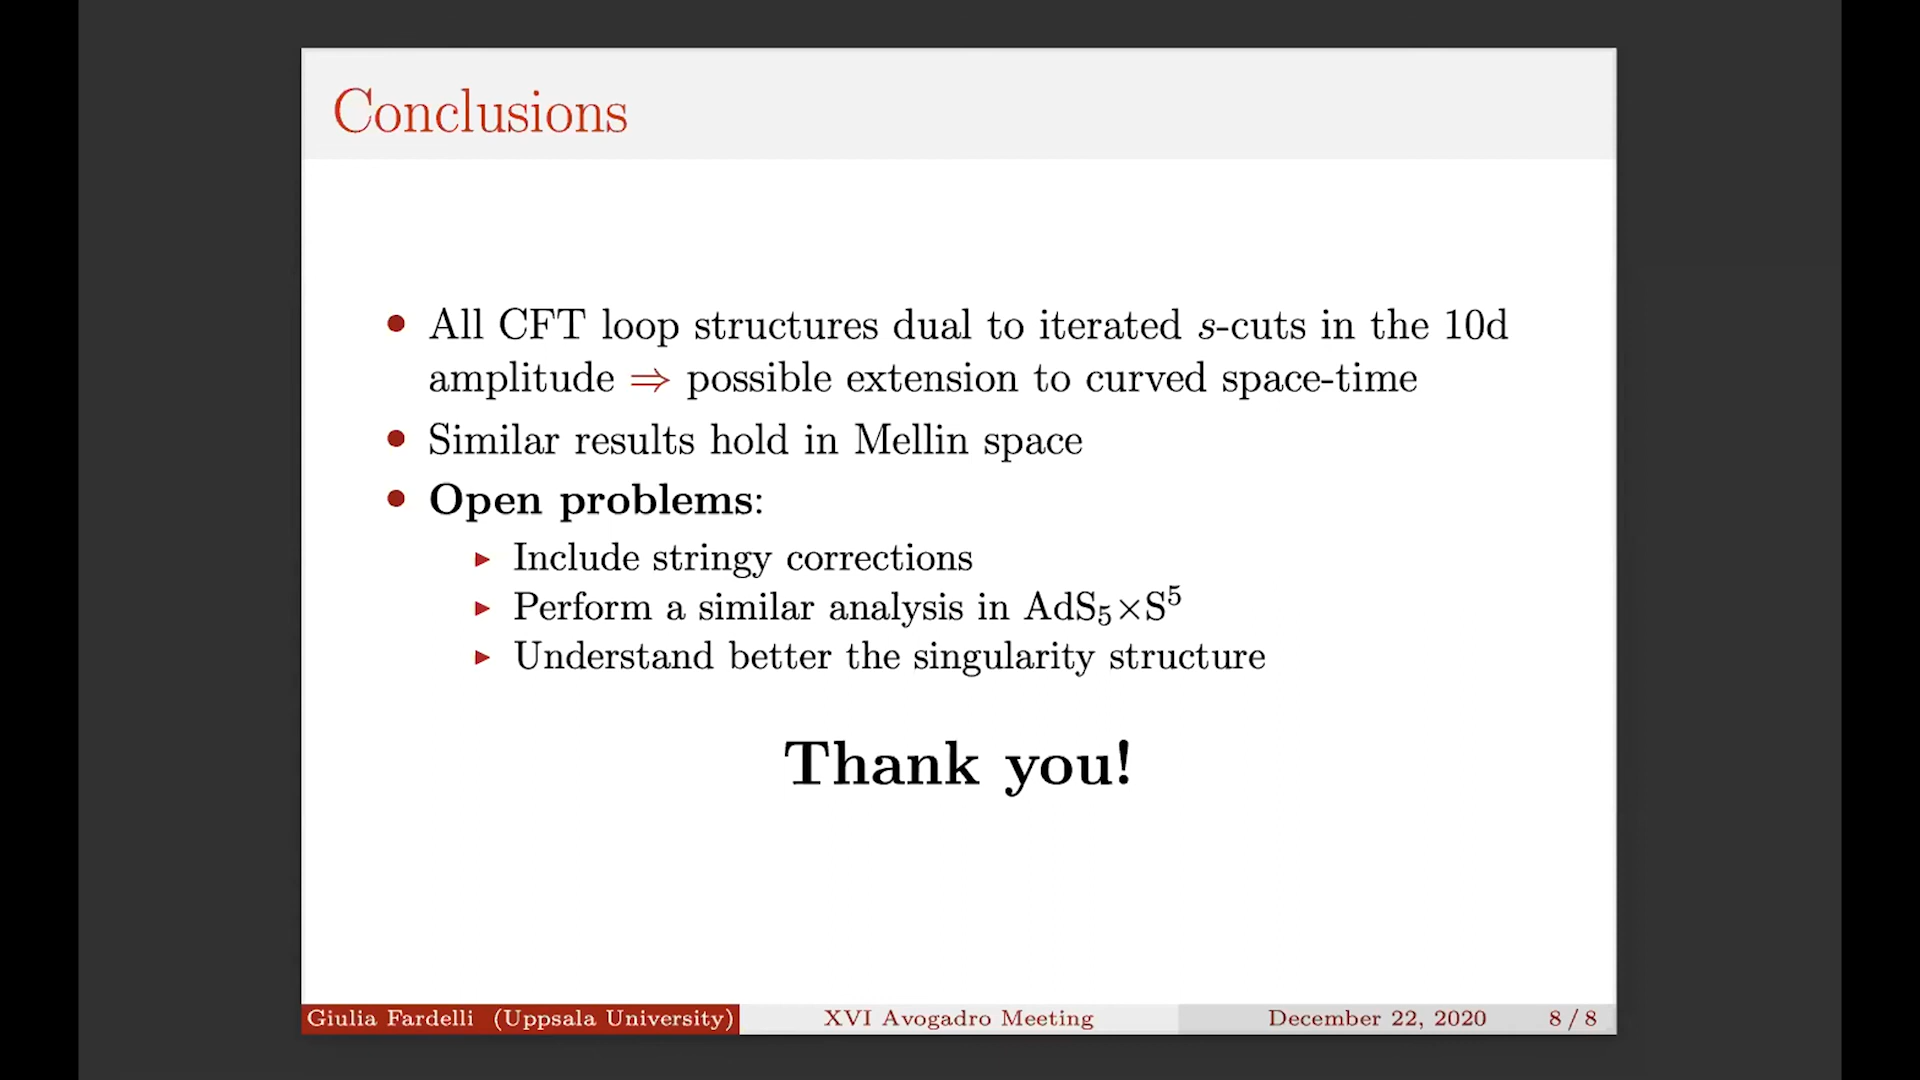 Conclusions
• All CFT loop structures dual to iterated s-cuts in the 10d
amplitude ⇒ possible extension to curved space-time
• Similar results hold in Mellin space
• Open problems:
▸ Include stringy corrections
▸ Perform a similar analysis in AdS₅×S⁵
▸ Understand better the singularity structure
Thank you!
Giulia Fardelli (Uppsala University) XVI Avogadro Meeting December 22, 2020 8 / 8